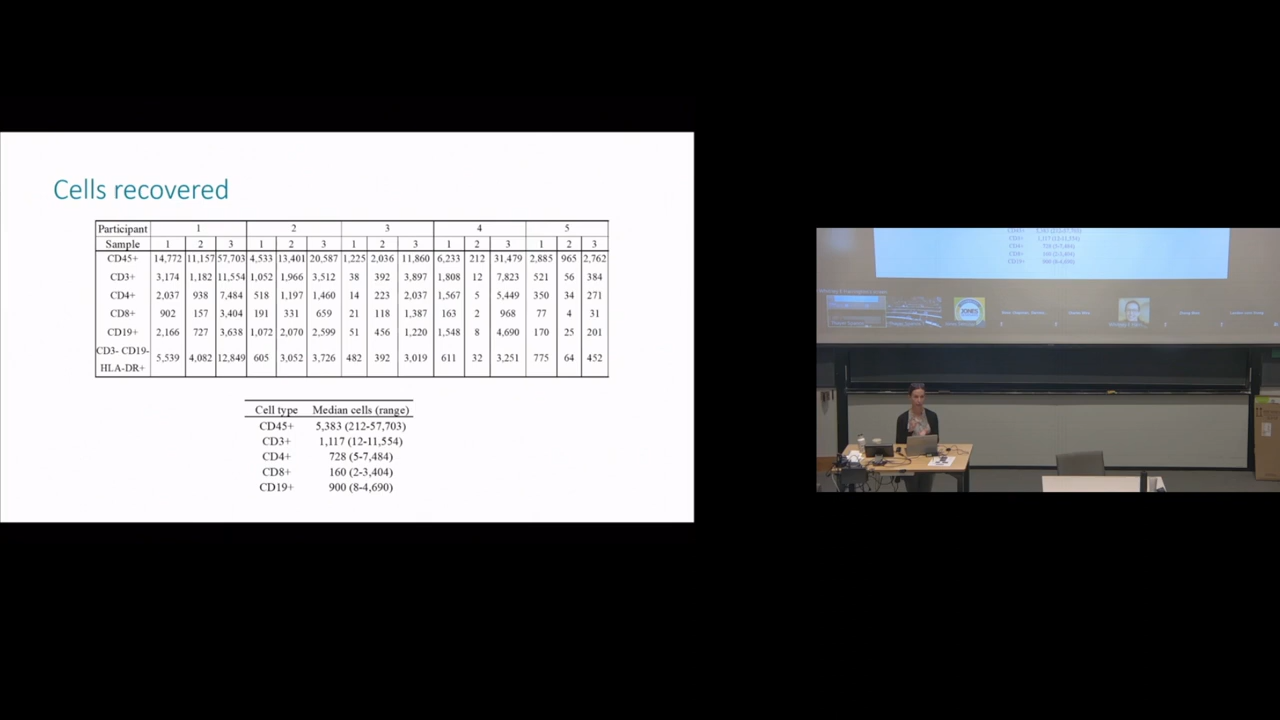 Cells recovered
Participant 1 2 3 4 5
Sample 1 2 3 1 2 3 1 2 3 1 2 3 1 2 3
CD45+ 14,772 11,157 57,703 4,533 13,401 20,587 1,225 2,036 11,860 6,233 212 31,479 2,885 965 2,762
CD3+ 3,174 1,182 11,554 1,052 1,966 3,512 38 392 3,897 1,808 12 7,823 521 56 384
CD4+ 2,037 938 7,484 518 1,197 1,460 14 223 2,037 1,567 5 5,449 350 34 271
CD8+ 902 157 3,404 191 331 659 21 118 1,387 163 2 968 77 4 31
CD19+ 2,166 727 3,638 1,072 2,070 2,599 51 456 1,220 1,548 8 4,690 170 25 201
CD3- CD19-
HLA-DR+ 5,539 4,082 12,849 605 3,052 3,726 482 392 3,019 611 32 3,251 775 64 452
Cell type Median cells (range)
CD45+ 5,383 (212-57,703)
CD3+ 1,117 (12-11,554)
CD4+ 728 (5-7,484)
CD8+ 160 (2-3,404)
CD19+ 900 (8-4,690)
JONES